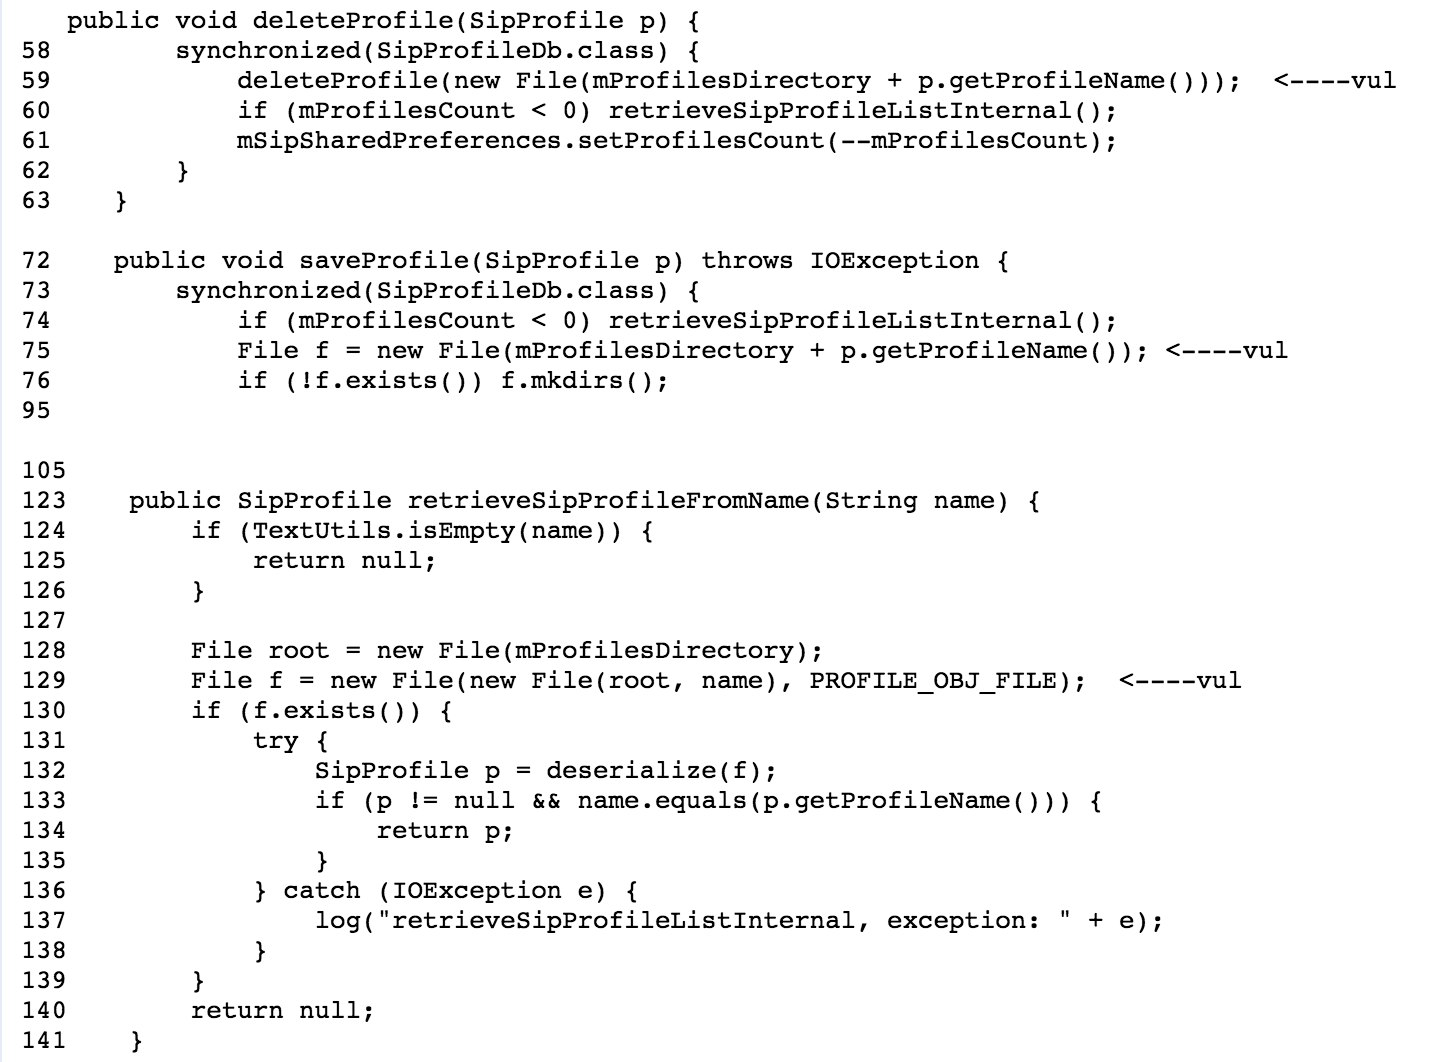 public void deleteProfile(SipProfile p) {
58        synchronized(SipProfileDb.class) {
59            deleteProfile(new File(mProfilesDirectory + p.getProfileName()));  <----vul
60            if (mProfilesCount < 0) retrieveSipProfileListInternal();
61            mSipSharedPreferences.setProfilesCount(--mProfilesCount);
62        }
63    }
72    public void saveProfile(SipProfile p) throws IOException {
73        synchronized(SipProfileDb.class) {
74            if (mProfilesCount < 0) retrieveSipProfileListInternal();
75            File f = new File(mProfilesDirectory + p.getProfileName()); <----vul
76            if (!f.exists()) f.mkdirs();
95
105
123    public SipProfile retrieveSipProfileFromName(String name) {
124        if (TextUtils.isEmpty(name)) {
125            return null;
126        }
127
128        File root = new File(mProfilesDirectory);
129        File f = new File(new File(root, name), PROFILE_OBJ_FILE);  <----vul
130        if (f.exists()) {
131            try {
132                SipProfile p = deserialize(f);
133                if (p != null && name.equals(p.getProfileName())) {
134                    return p;
135                }
136            } catch (IOException e) {
137                log("retrieveSipProfileListInternal, exception: " + e);
138            }
139        }
140        return null;
141    }